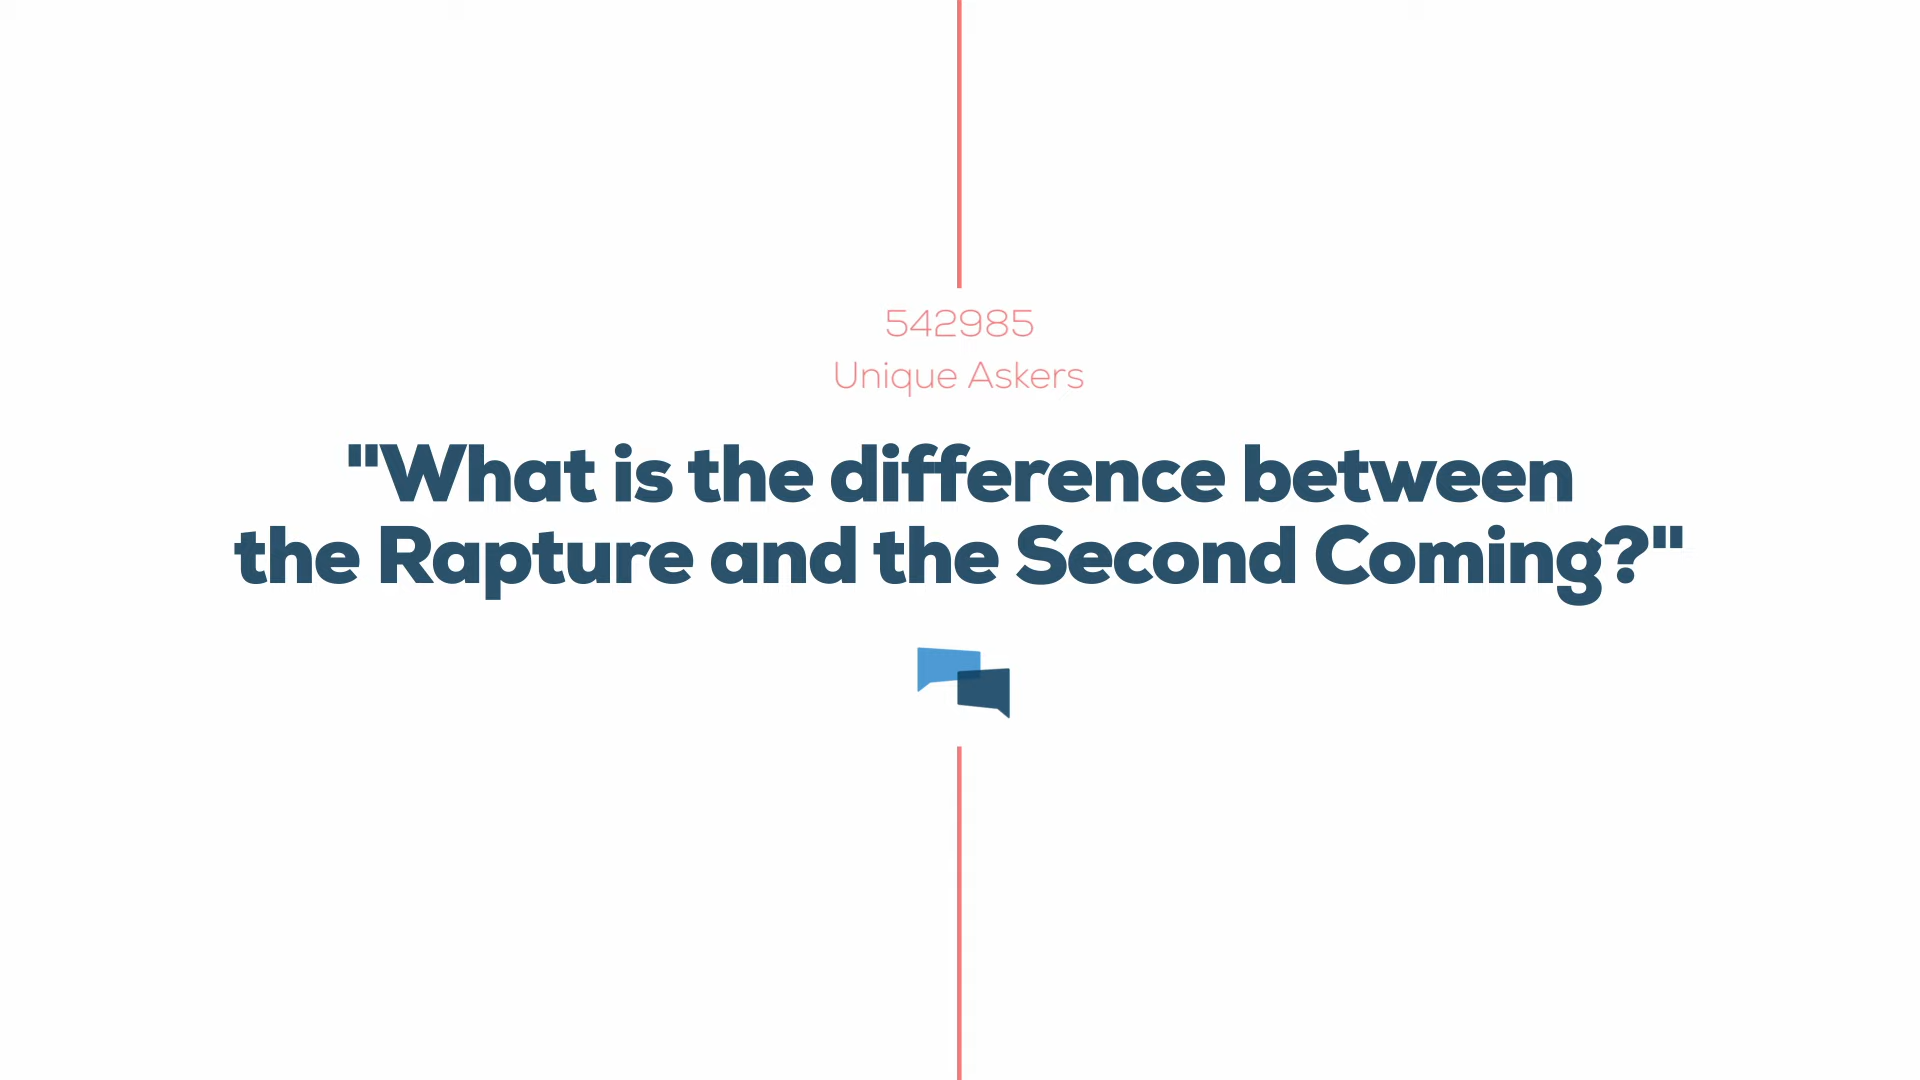 542985
Unique Askers
"What is the difference between
the Rapture and the Second Coming?"